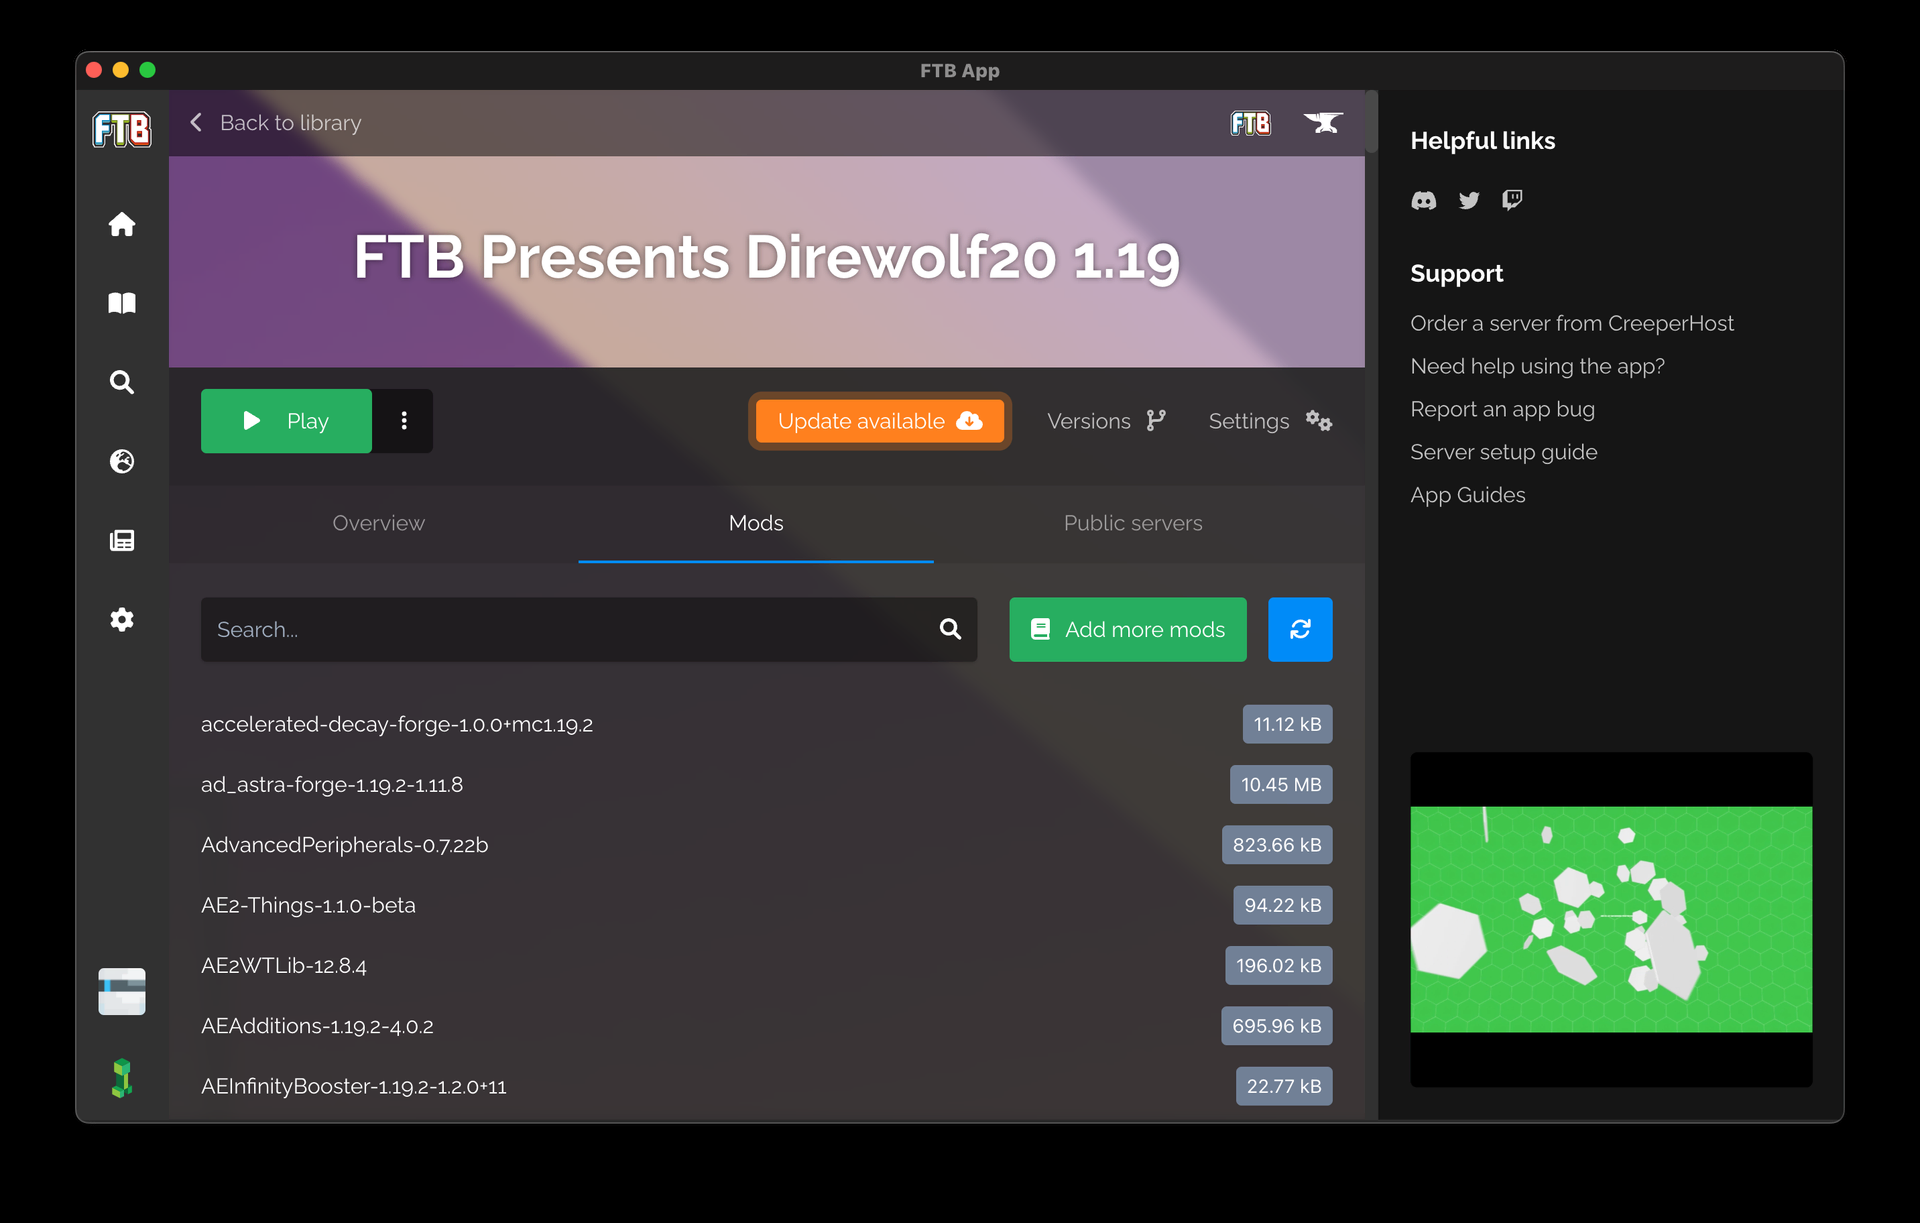 FTB App
FTB
Back to library
FTB
FTB Presents Direwolf20 1.19
Play
Update available
Versions
Settings
Overview
Mods
Public servers
Search...
Add more mods
accelerated-decay-forge-1.0.0+mc1.19.2
11.12 kB
ad_astra-forge-1.19.2-1.11.8
10.45 MB
AdvancedPeripherals-0.7.22b
823.66 kB
AE2-Things-1.1.0-beta
94.22 kB
AE2WTLib-12.8.4
196.02 kB
AEAdditions-1.19.2-4.0.2
695.96 kB
AEInfinityBooster-1.19.2-1.2.0+11
22.77 kB
Helpful links
Support
Order a server from CreeperHost
Need help using the app?
Report an app bug
Server setup guide
App Guides